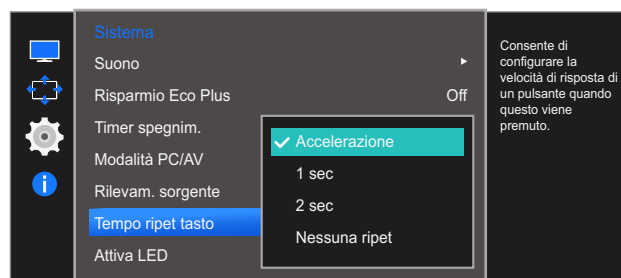 Sistema
Suono
Risparmio Eco Plus Off
Timer spegnim.
Modalità PC/AV
Rilevam. sorgente
Tempo ripet tasto
Attiva LED
Accelerazione
1 sec
2 sec
Nessuna ripet
Consente di
configurare la
velocità di risposta di
un pulsante quando
questo viene
premuto.